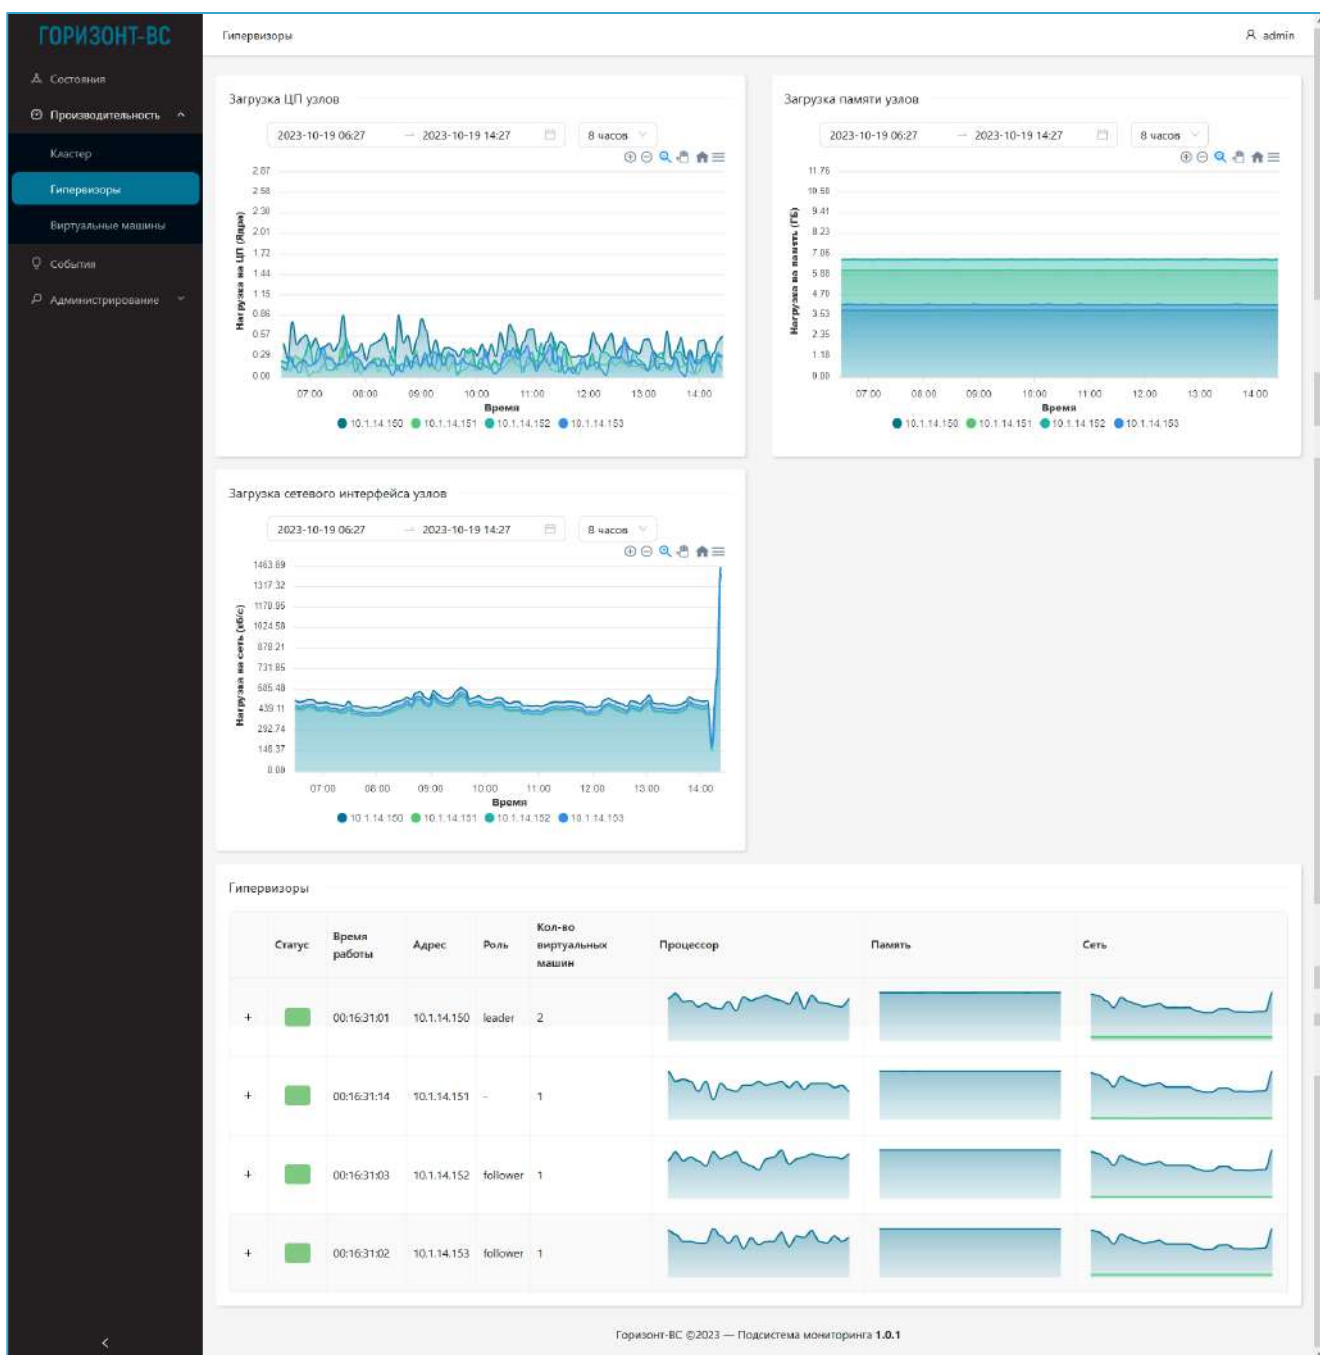 ГОРИЗОНТ-ВС
Гипервизоры
admin
Состояния
Производительность
Кластер
Гипервизоры
Виртуальные машины
События
Администрирование
Загрузка ЦП узлов
2023-10-19 06:27 → 2023-10-19 14:27 8 часов
2.87
2.58
2.30
2.01
1.72
1.44
1.15
0.86
0.57
0.29
0.00
Нагрузка на ЦП (Ядра)
07:00 08:00 09:00 10:00 11:00 12:00 13:00 14:00
Время
10.1.14.150 10.1.14.151 10.1.14.152 10.1.14.153
Загрузка памяти узлов
2023-10-19 06:27 → 2023-10-19 14:27 8 часов
11.76
10.58
9.41
8.23
7.06
5.88
4.70
3.53
2.35
1.18
0.00
Нагрузка на память (ГБ)
07:00 08:00 09:00 10:00 11:00 12:00 13:00 14:00
Время
10.1.14.150 10.1.14.151 10.1.14.152 10.1.14.153
Загрузка сетевого интерфейса узлов
2023-10-19 06:27 → 2023-10-19 14:27 8 часов
1463.69
1317.32
1170.95
1024.58
878.21
731.85
585.48
439.11
292.74
146.37
0.00
Нагрузка на сеть (кб/с)
07:00 08:00 09:00 10:00 11:00 12:00 13:00 14:00
Время
10.1.14.150 10.1.14.151 10.1.14.152 10.1.14.153
Гипервизоры
Статус Время работы Адрес Роль Кол-во виртуальных машин Процессор Память Сеть
+ 00:16:31:01 10.1.14.150 leader 2
+ 00:16:31:14 10.1.14.151 - 1
+ 00:16:31:03 10.1.14.152 follower 1
+ 00:16:31:02 10.1.14.153 follower 1
Горизонт-ВС ©2023 — Подсистема мониторинга 1.0.1